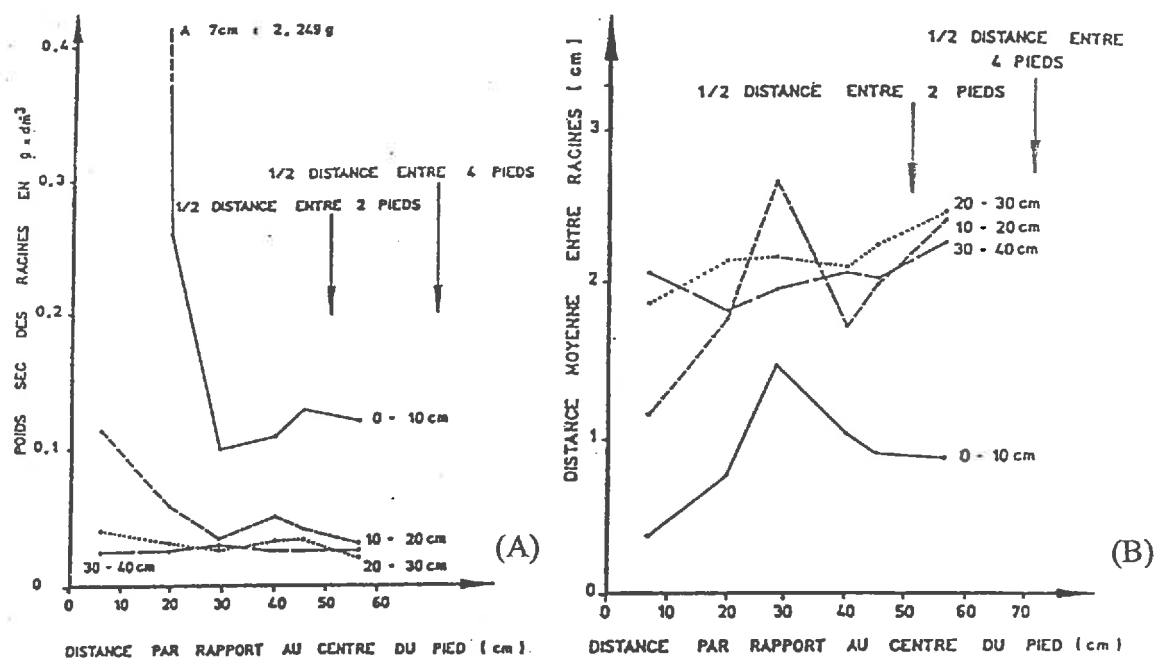 A 7cm : 2,249g
0,4
0,3
0,2
0,1
0
POIDS SEC DES RACINES EN g x dm³
1/2 DISTANCE ENTRE 4 PIEDS
1/2 DISTANCE ENTRE 2 PIEDS
0 - 10 cm
10 - 20 cm
30 - 40 cm
20 - 30 cm
(A)
0 10 20 30 40 50 60
DISTANCE PAR RAPPORT AU CENTRE DU PIED (cm).
1/2 DISTANCE ENTRE
4 PIEDS
1/2 DISTANCE ENTRE 2 PIEDS
DISTANCE MOYENNE ENTRE RACINES (cm)
3
2
1
0
20 - 30 cm
10 - 20 cm
30 - 40 cm
0 - 10 cm
(B)
0 10 20 30 40 50 60 70
DISTANCE PAR RAPPORT AU CENTRE DU PIED (cm)